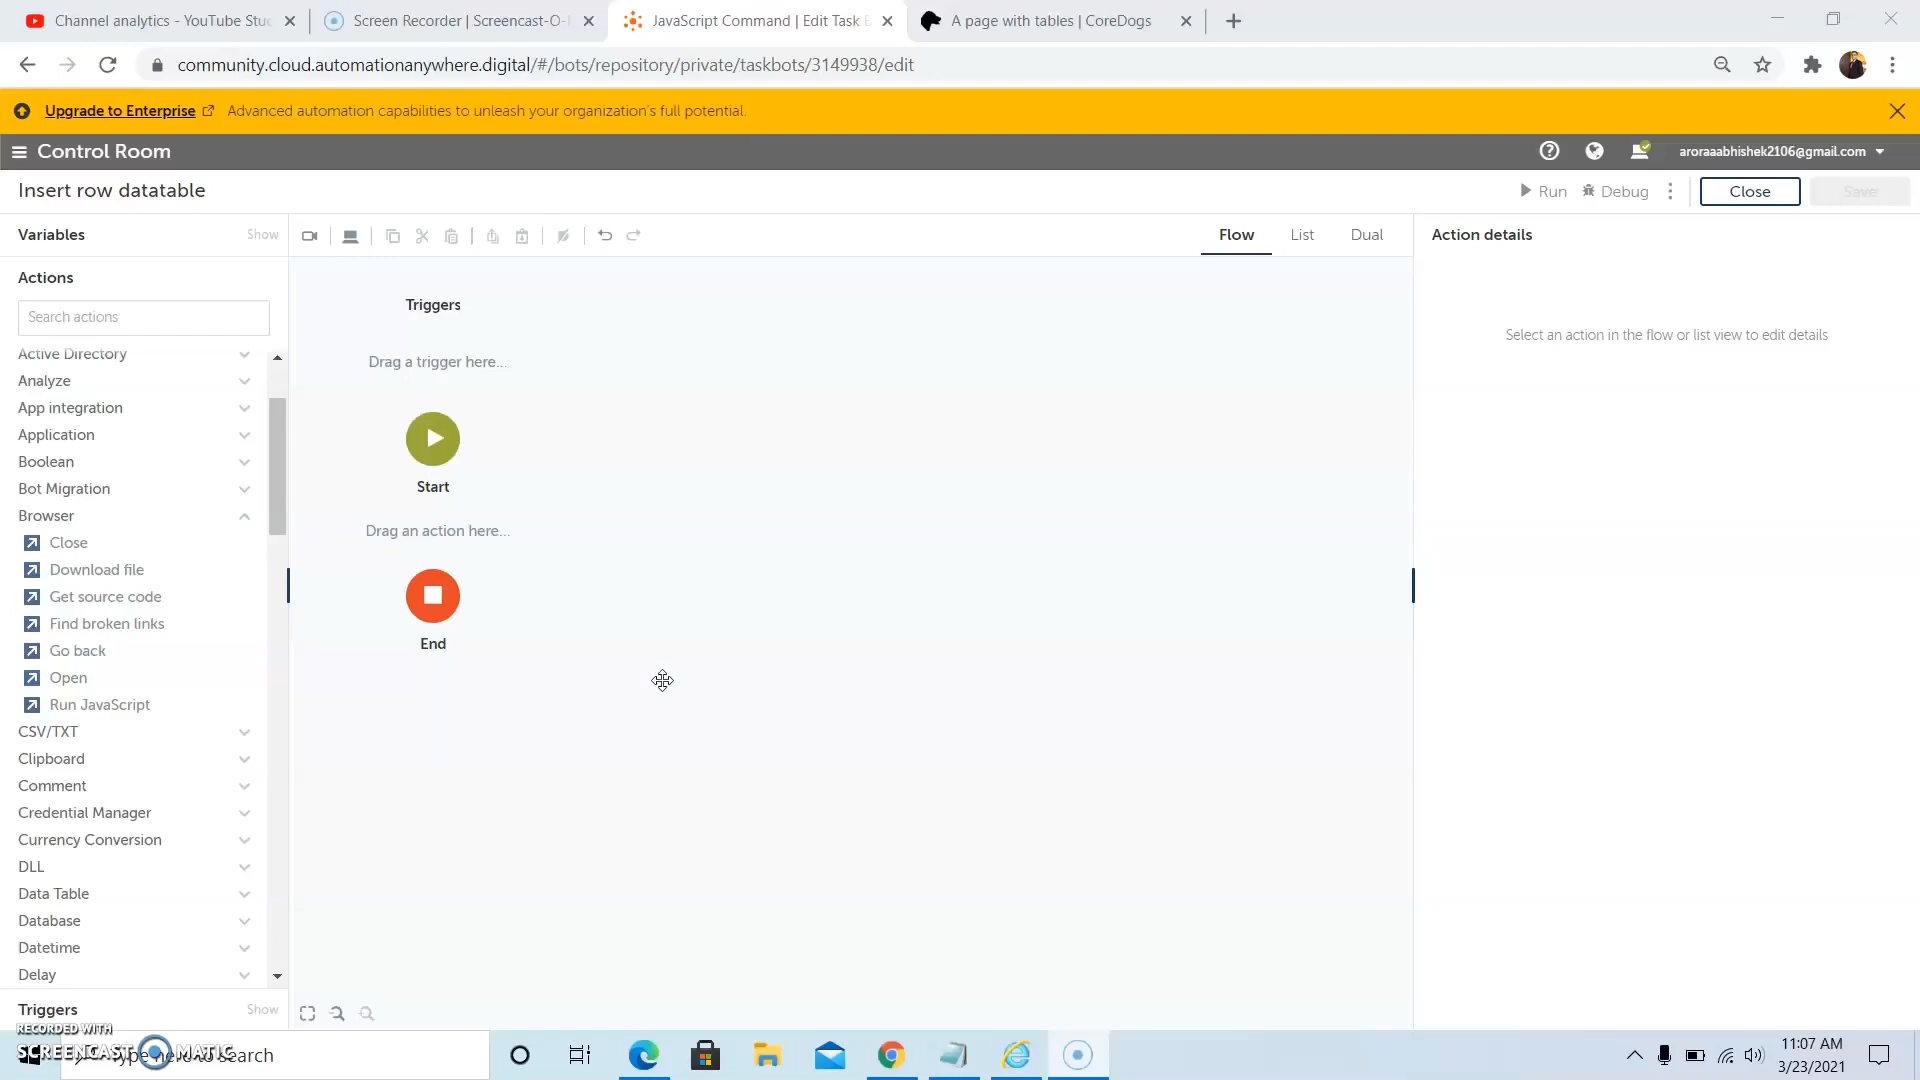 Channel analytics - YouTube Stu
Screen Recorder | Screencast-O-
JavaScript Command | Edit Task B
A page with tables | CoreDogs
community.cloud.automationanywhere.digital/#/bots/repository/private/taskbots/3149938/edit
Upgrade to Enterprise Advanced automation capabilities to unleash your organization's full potential.
Control Room
aroraaabhishek2106@gmail.com
Insert row datatable
Run Debug Close Save
Variables Show
Flow List Dual
Action details
Actions
Search actions
Triggers
Select an action in the flow or list view to edit details
Active Directory
Drag a trigger here...
Analyze
App integration
Application
Boolean
Bot Migration
Start
Browser
Drag an action here...
Close
Download file
Get source code
Find broken links
End
Go back
Open
Run JavaScript
CSV/TXT
Clipboard
Comment
Credential Manager
Currency Conversion
DLL
Data Table
Database
Datetime
Delay
Triggers Show
RECORDED WITH
SCREENCAST MATIC
Type here to search
11:07 AM
3/23/2021